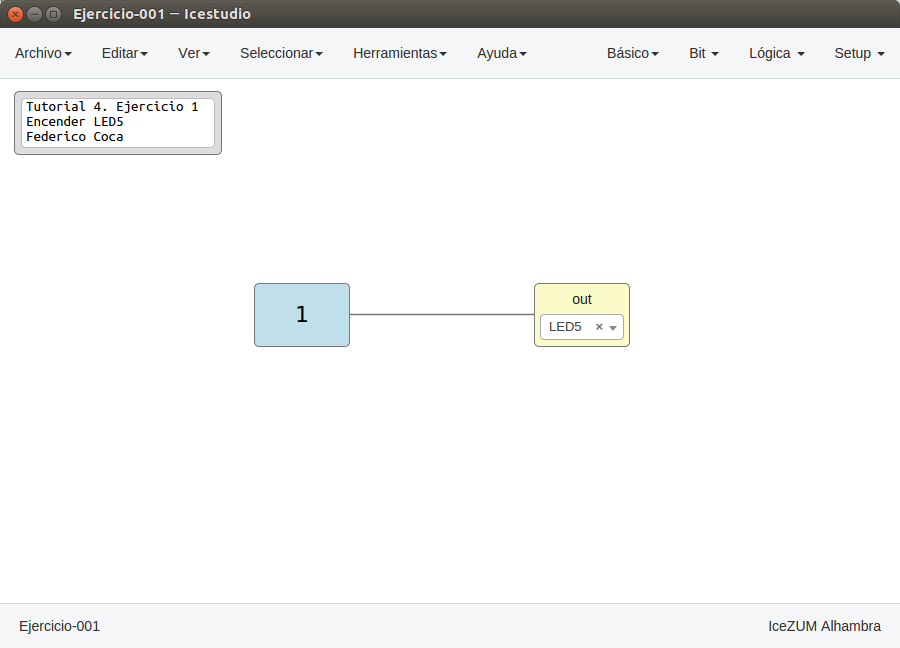 Ejercicio-001 — Icestudio
Archivo Editar Ver Seleccionar Herramientas Ayuda Básico Bit Lógica Setup
Tutorial 4. Ejercicio 1
Encender LED5
Federico Coca
1
out
LED5 ×
Ejercicio-001 IceZUM Alhambra